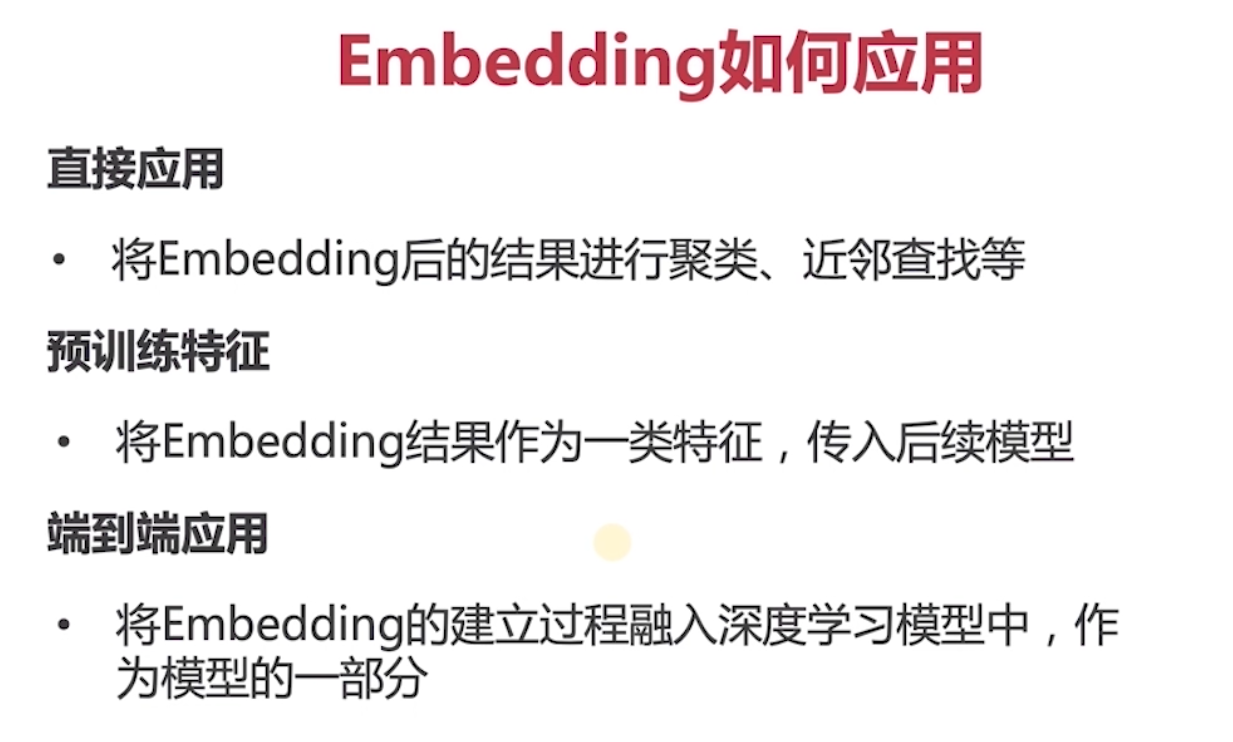 Embedding如何应用
直接应用
• 将Embedding后的结果进行聚类、近邻查找等
预训练特征
• 将Embedding结果作为一类特征，传入后续模型
端到端应用
• 将Embedding的建立过程融入深度学习模型中，作
为模型的一部分